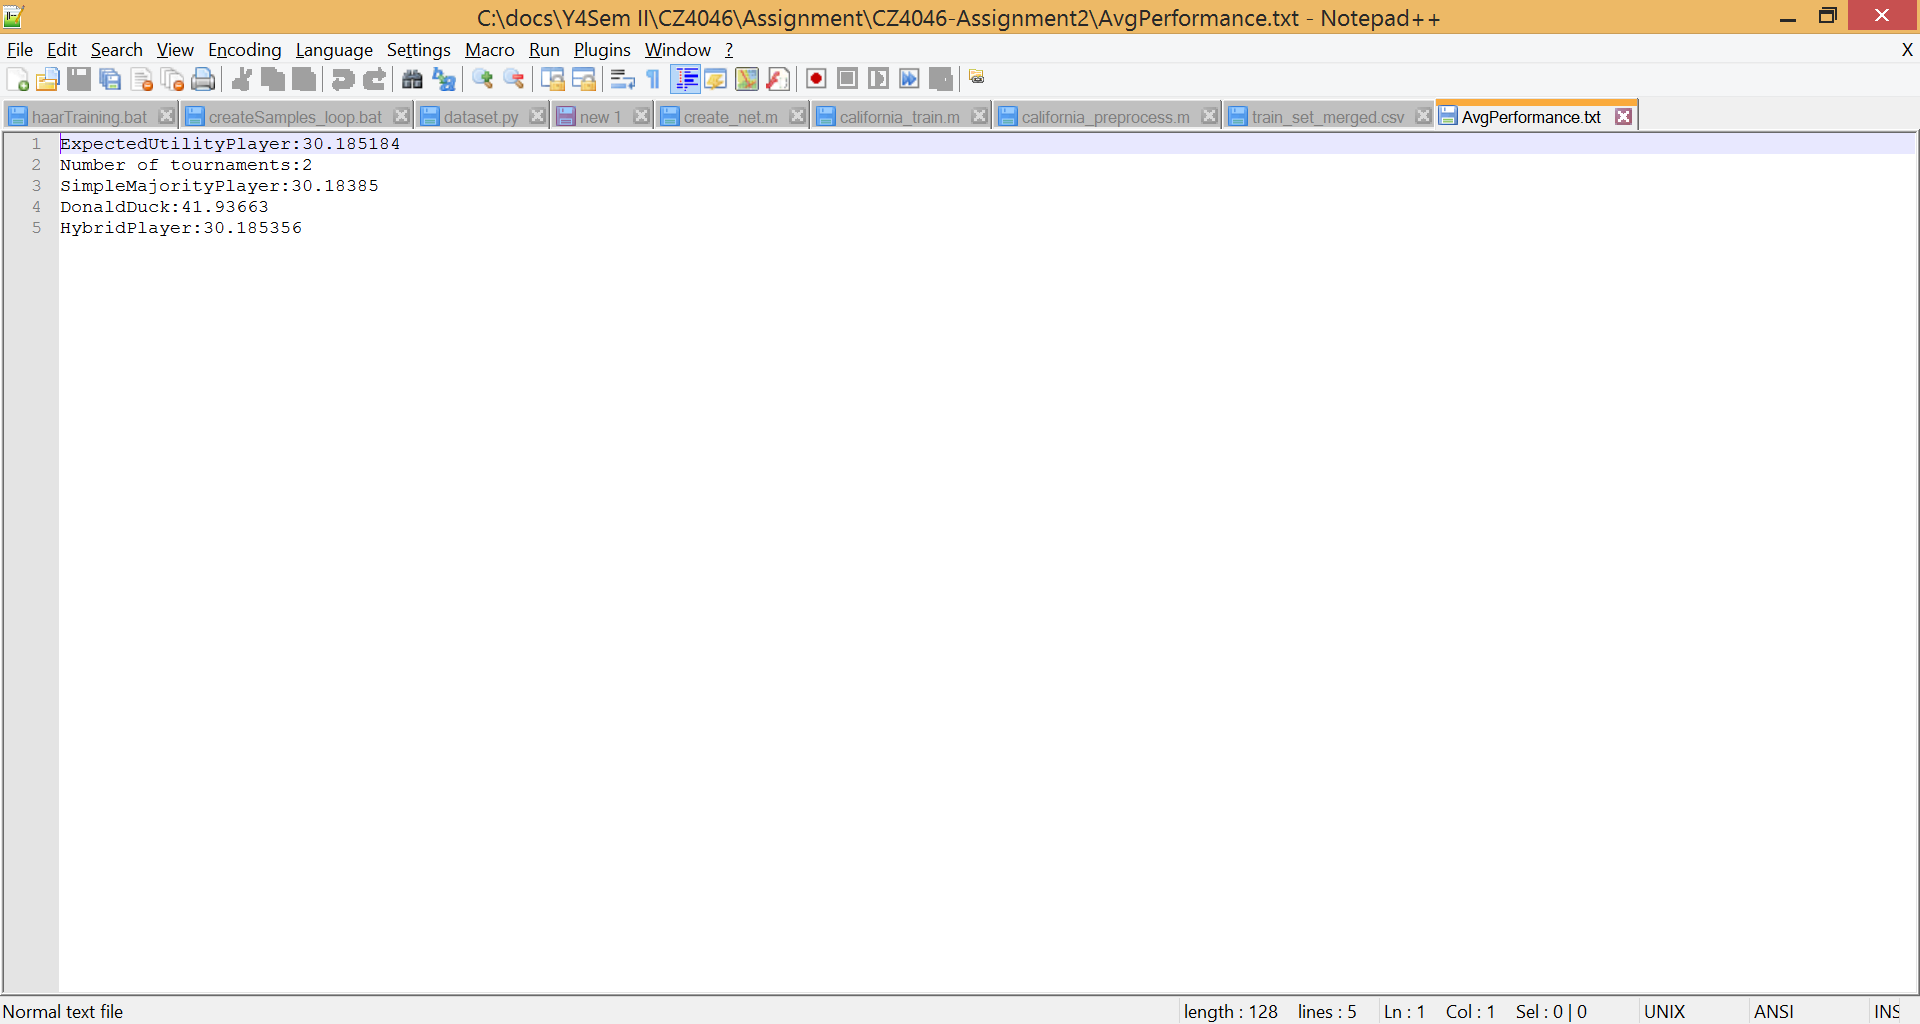 C:\docs\Y4Sem II\CZ4046\Assignment\CZ4046-Assignment2\AvgPerformance.txt - Notepad++
File Edit Search View Encoding Language Settings Macro Run Plugins Window ? X
haarTraining.bat createSamples_loop.bat dataset.py new 1 create_net.m california_train.m california_preprocess.m train_set_merged.csv AvgPerformance.txt
1 ExpectedUtilityPlayer:30.185184
2 Number of tournaments:2
3 SimpleMajorityPlayer:30.18385
4 DonaldDuck:41.93663
5 HybridPlayer:30.185356
Normal text file length : 128 lines : 5 Ln : 1 Col : 1 Sel : 0 | 0 UNIX ANSI INS